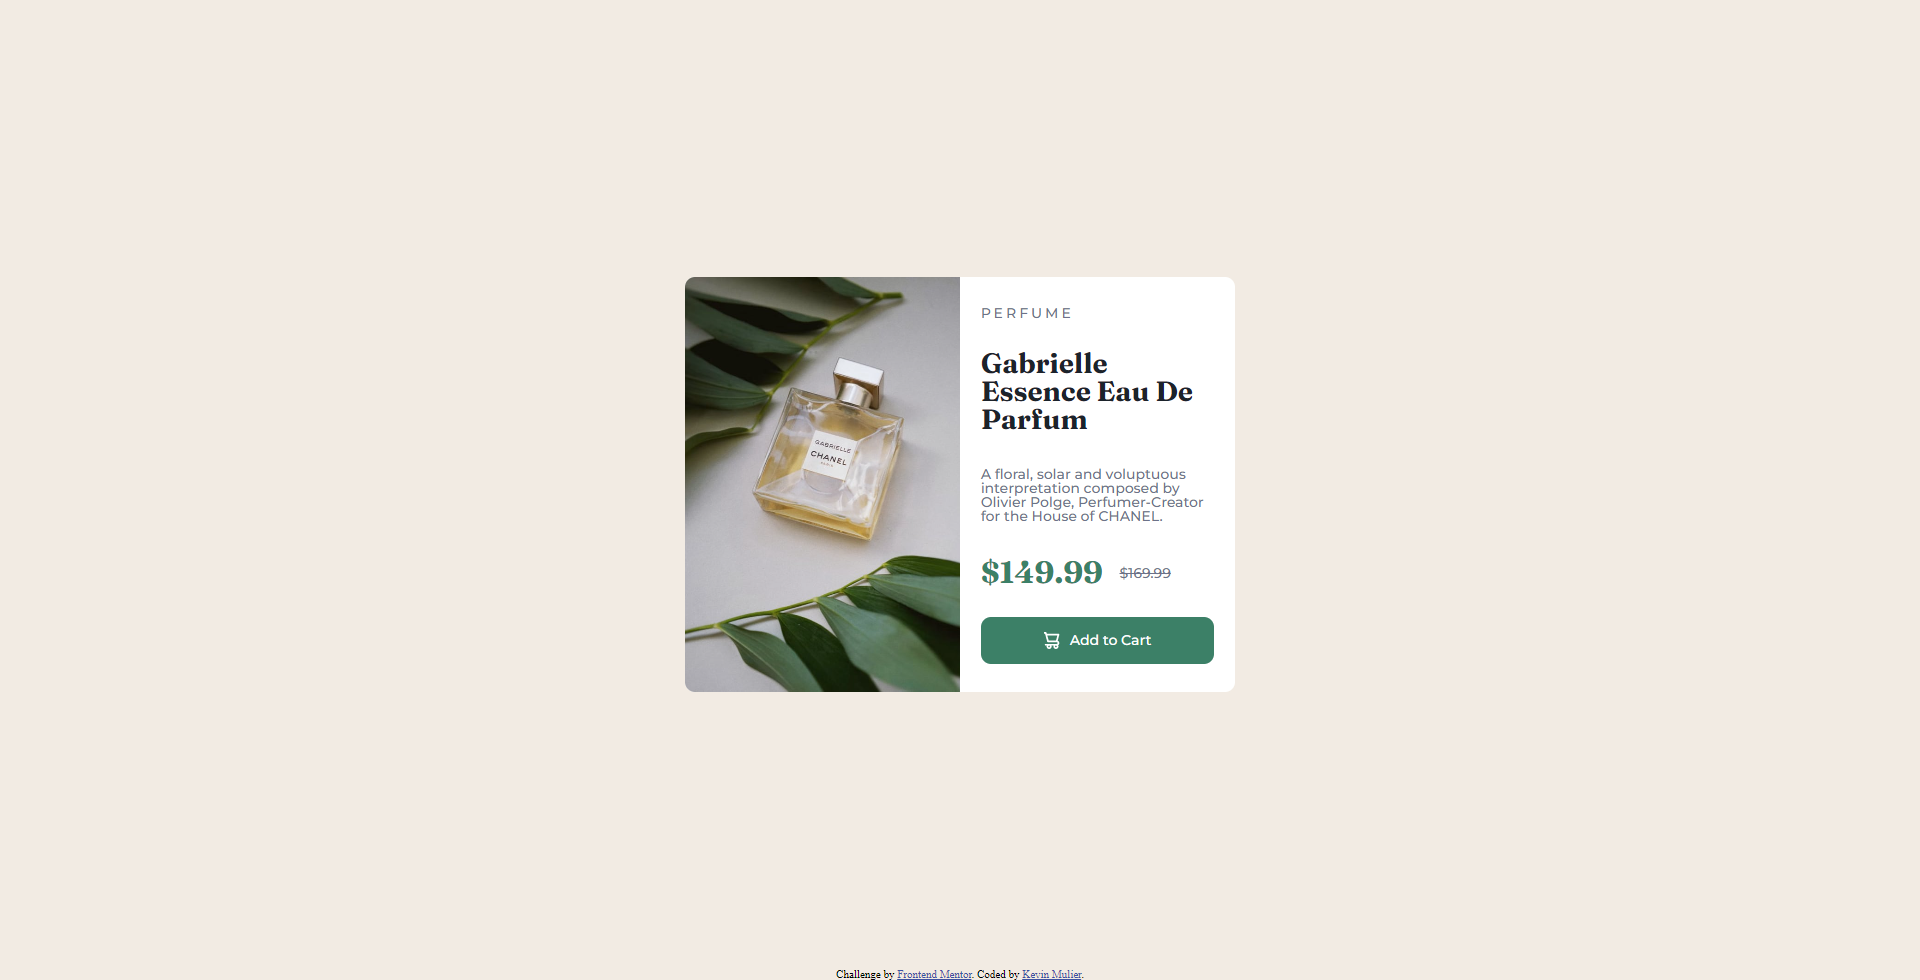 PERFUME
Gabrielle
Essence Eau De
Parfum
A floral, solar and voluptuous
interpretation composed by
Olivier Polge, Perfumer-Creator
for the House of CHANEL.
$149.99 $169.99
Add to Cart
GABRIELLE
CHANEL
PARIS
Challenge by Frontend Mentor. Coded by Kevin Mulier.